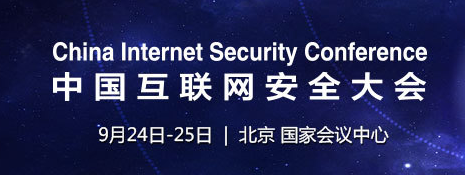 China Internet Security Conference
中国互联网安全大会
9月24日-25日 | 北京 国家会议中心